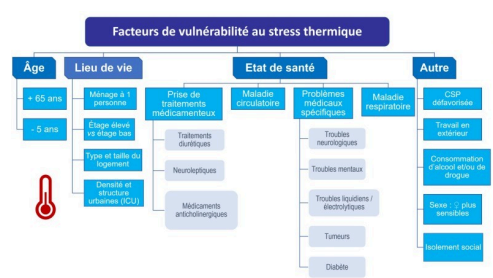 Facteurs de vulnérabilité au stress thermique
Âge
+ 65 ans
- 5 ans
Lieu de vie
Ménage à 1
personne
Étage élevé
vs étage bas
Type et taille du
logement
Densité et
structure
urbaines (ICU)
Etat de santé
Prise de
traitements
médicamenteux
Traitements
diurétiques
Neuroleptiques
Médicaments
anticholinergiques
Maladie
circulatoire
Problèmes
médicaux
spécifiques
Troubles
neurologiques
Troubles mentaux
Troubles liquidiens /
électrolytiques
Tumeurs
Diabète
Maladie
respiratoire
Autre
CSP
défavorisée
Travail en
extérieur
Consommation
d'alcool et/ou de
drogue
Sexe : ♀ plus
sensibles
Isolement social